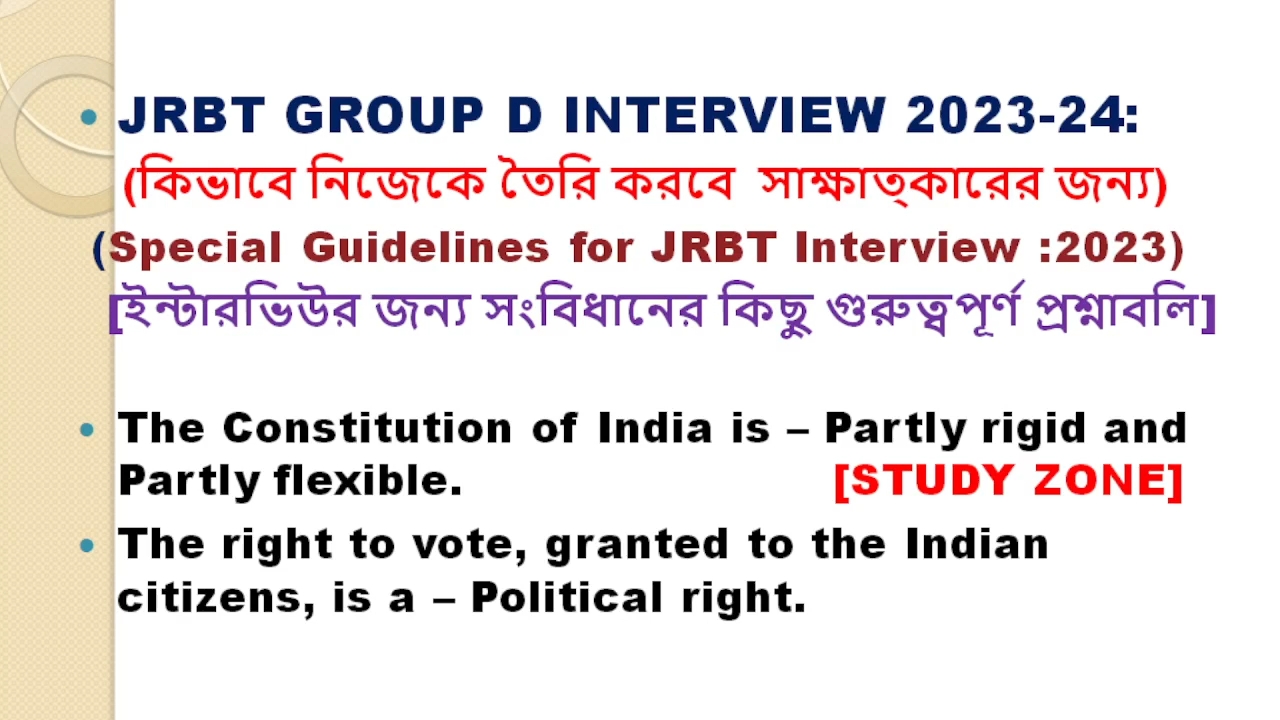 JRBT GROUP D INTERVIEW 2023-24:
(কিভাবে নিজেকে তৈরি করবে সাক্ষাত্কারের জন্য)
(Special Guidelines for JRBT Interview :2023)
[ইন্টারভিউর জন্য সংবিধানের কিছু গুরুত্বপূর্ণ প্রশ্নাবলি]
The Constitution of India is – Partly rigid and
Partly flexible. [STUDY ZONE]
The right to vote, granted to the Indian
citizens, is a – Political right.